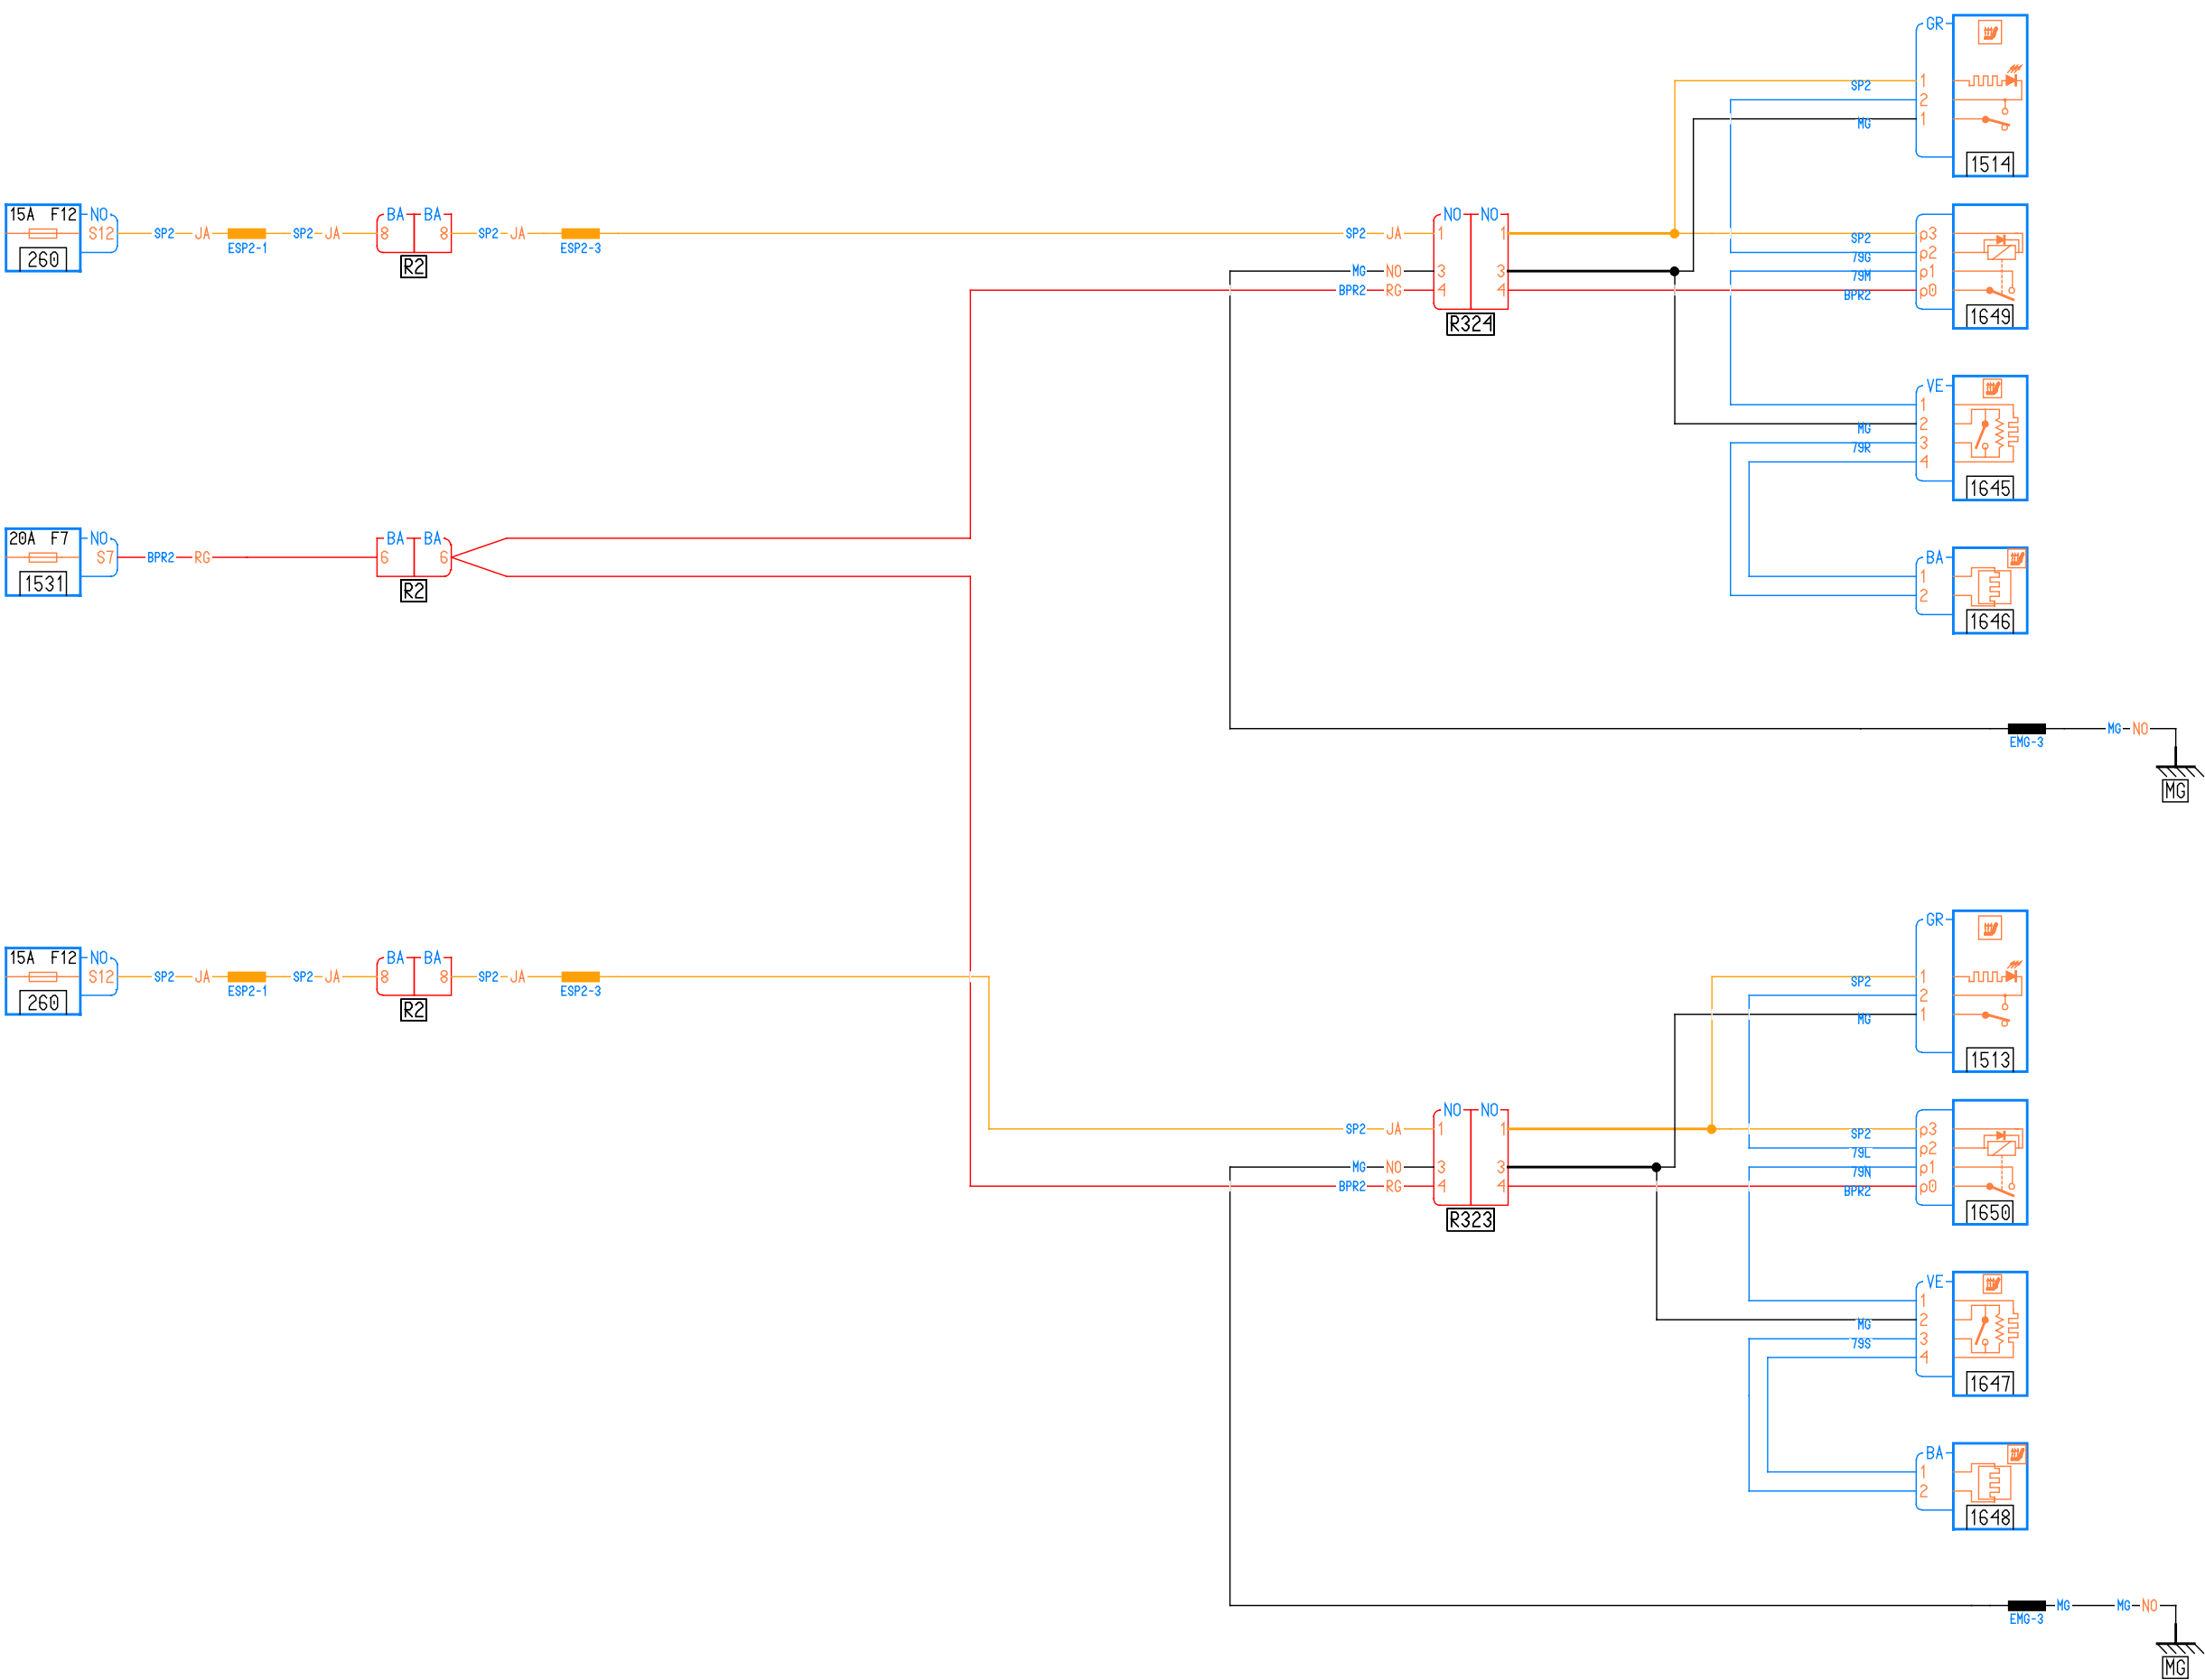 GR
1
SP2
2
1
MG
1514
15A F12 NO
S12 SP2 JA SP2 JA
ESP2-1
260
BA BA
8 8 SP2 JA
ESP2-3
R2
NO NO
SP2 JA 1 1
MG NO 3 3
BPR2 RG 4 4
R324
p3
SP2
p2
79G
p1
79M
p0
BPR2
1649
VE
1
2
MG
3
79R
4
1645
20A F7 NO
S7 BPR2 RG
1531
BA BA
6 6
R2
BA
1
2
1646
MG NO
EMG-3
MG
GR
1
SP2
2
1
MG
1513
15A F12 NO
S12 SP2 JA SP2 JA
ESP2-1
260
BA BA
8 8 SP2 JA
ESP2-3
R2
NO NO
SP2 JA 1 1
MG NO 3 3
BPR2 RG 4 4
R323
p3
SP2
p2
79L
p1
79N
p0
BPR2
1650
VE
1
2
MG
3
79S
4
1647
BA
1
2
1648
MG MG NO
EMG-3
MG